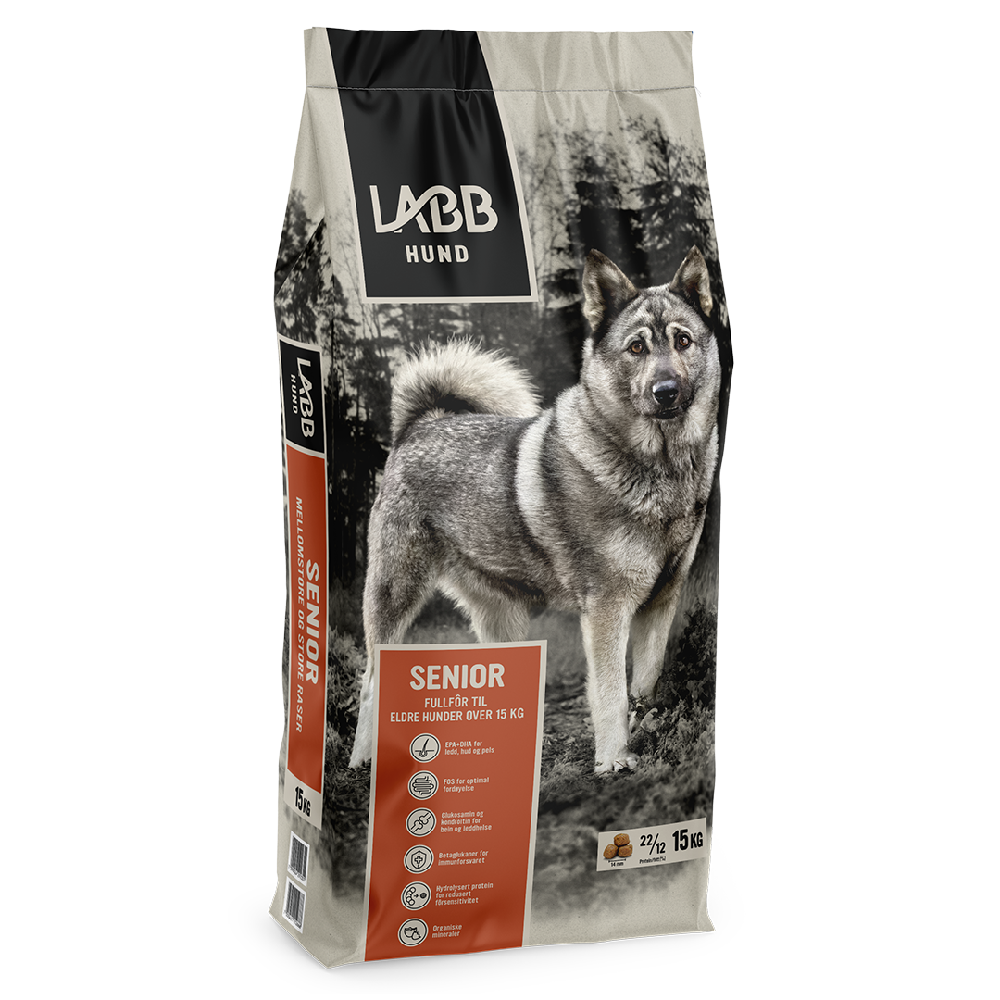 LABB
HUND
LABB
HUND
SENIOR
MELLOMSTORE OG STORE RASER
15 KG
SENIOR
FULLFÔR TIL
ELDRE HUNDER OVER 15 KG
EPA+DHA for
ledd, hud og pels
FOS for optimal
fordøyelse
Glukosamin og
kondroitin for
bein og leddhelse
Betaglukaner for
immunforsvaret
Hydrolysert protein
for redusert
fôrsensitivitet
Organiske
mineraler
14 mm
22/12
Protein/Fett (%)
15 KG